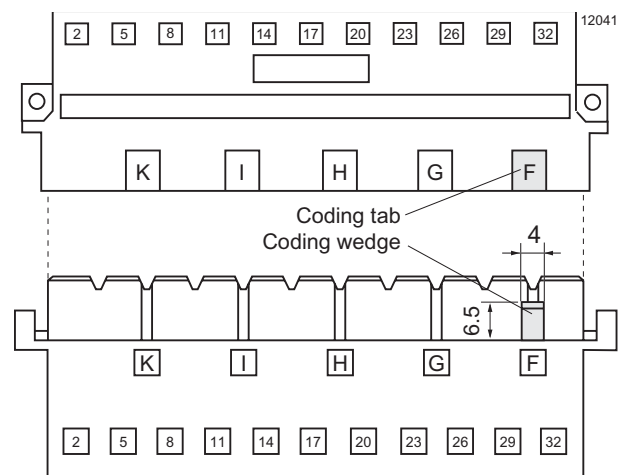 12041
2 5 8 11 14 17 20 23 26 29 32
K I H G F
Coding tab
Coding wedge
4
6.5
K I H G F
2 5 8 11 14 17 20 23 26 29 32